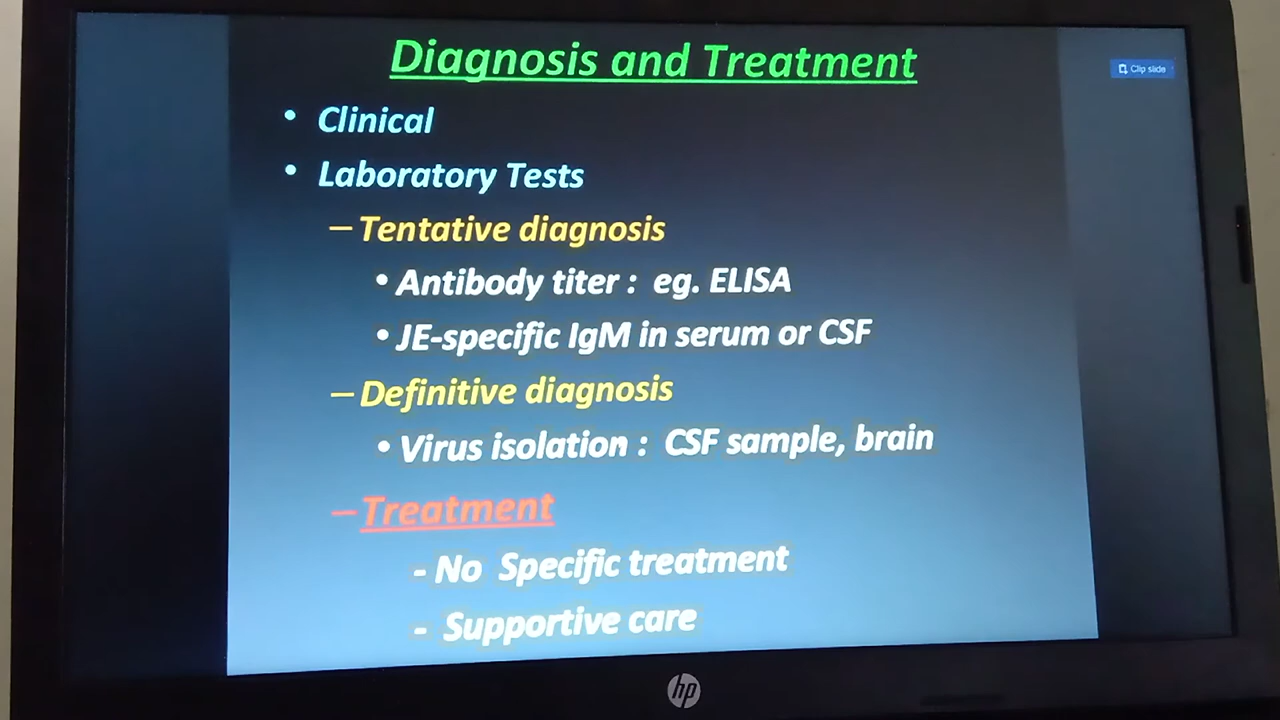 Diagnosis and Treatment
Clip slide
• Clinical
• Laboratory Tests
– Tentative diagnosis
• Antibody titer : eg. ELISA
• JE-specific IgM in serum or CSF
– Definitive diagnosis
• Virus isolation : CSF sample, brain
– Treatment
- No Specific treatment
- Supportive care
hp